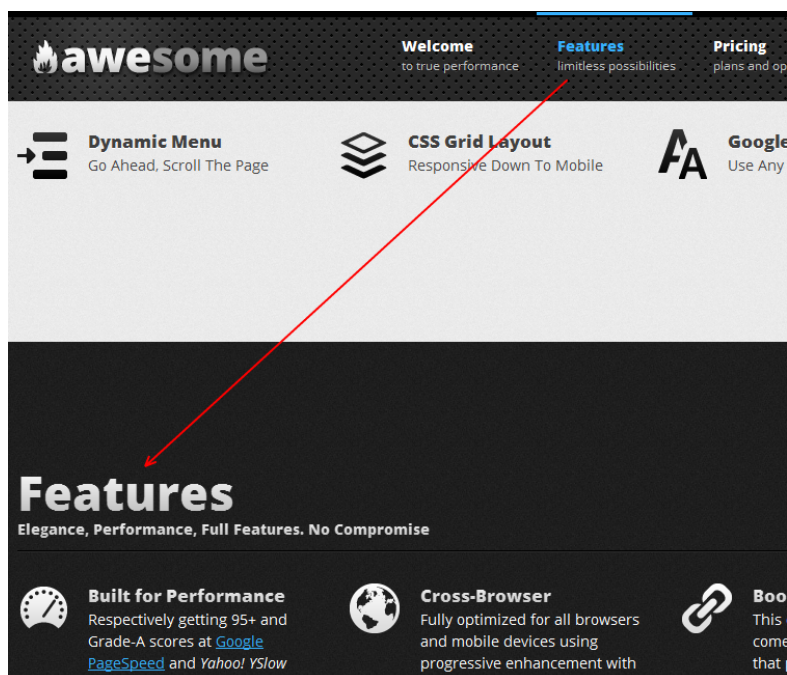 awesome
Welcome
to true performance
Features
limitless possibilities
Pricing
plans and op
Dynamic Menu
Go Ahead, Scroll The Page
CSS Grid Layout
Responsive Down To Mobile
Google
Use Any
Features
Elegance, Performance, Full Features. No Compromise
Built for Performance
Respectively getting 95+ and
Grade-A scores at Google
PageSpeed and Yahoo! YSlow
Cross-Browser
Fully optimized for all browsers
and mobile devices using
progressive enhancement with
Boo
This
come
that